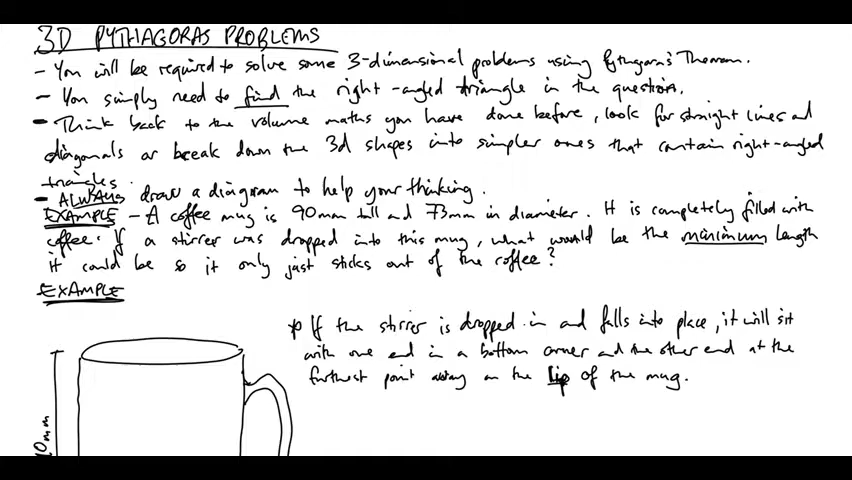 3D PYTHAGORAS PROBLEMS
- You will be required to solve some 3-dimensional problems using Pythagoras's Theorem.
- You simply need to find the right-angled triangle in the question.
- Think back to the volume maths you have done before, look for straight lines and
diagonals or break down the 3d shapes into simpler ones that contain right-angled
triangles.
- ALWAYS draw a diagram to help your thinking.
EXAMPLE - A coffee mug is 90mm tall and 73mm in diameter. It is completely filled with
coffee. If a stirrer was dropped into this mug, what would be the minimum length
it could be so it only just sticks out of the coffee?
EXAMPLE
* If the stirrer is dropped in and falls into place, it will sit
with one end in a bottom corner and the other end at the
furthest point away on the lip of the mug.
0mm